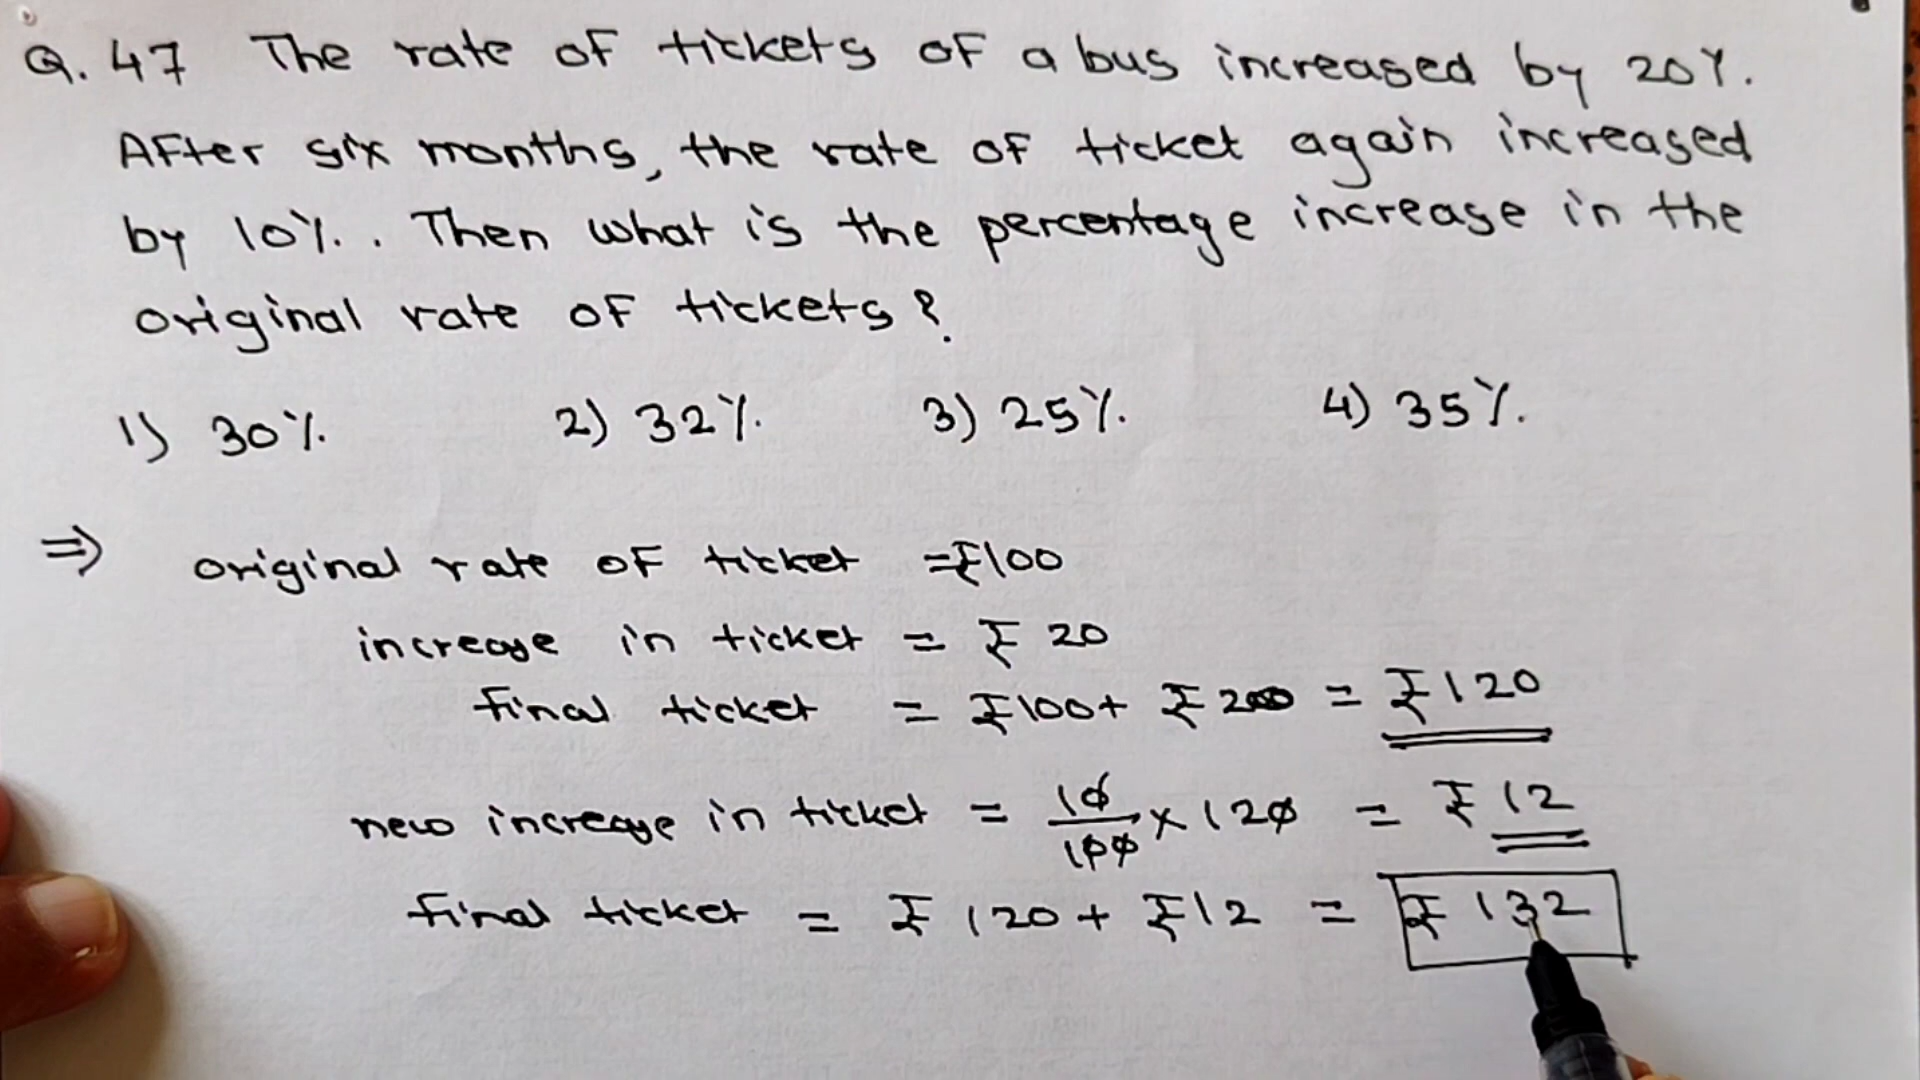 Q. 47 The rate of tickets of a bus increased by 20%.
After six months, the rate of ticket again increased
by 10%. . Then what is the percentage increase in the
original rate of tickets?
1) 30% 2) 32% 3) 25% 4) 35%
⇒ original rate of ticket = ₹100
increase in ticket = ₹ 20
final ticket = ₹100 + ₹ 20 = ₹120
new increase in ticket = 10/100 × 120 = ₹ 12
final ticket = ₹ 120 + ₹12 = ₹ 132